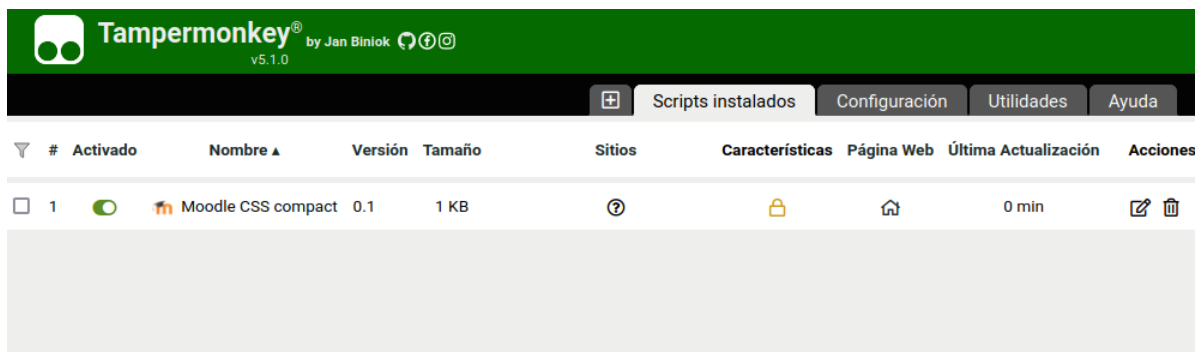 Tampermonkey® by Jan Biniok
v5.1.0
Scripts instalados Configuración Utilidades Ayuda
# Activado Nombre ▴ Versión Tamaño Sitios Características Página Web Última Actualización Acciones
1 Moodle CSS compact 0.1 1 KB 0 min